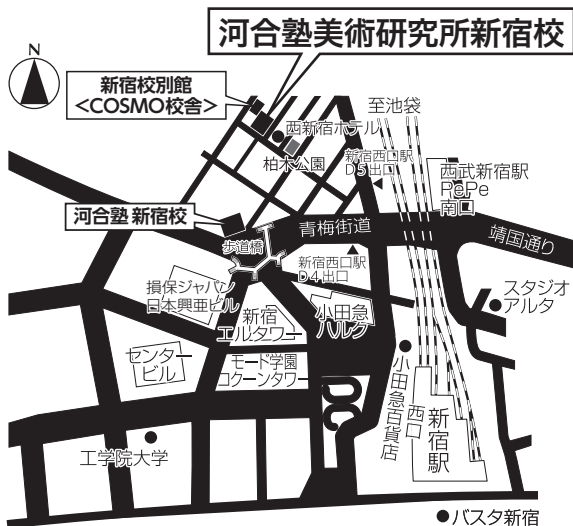 河合塾美術研究所新宿校
N
新宿校別館
<COSMO校舎>
至池袋
西新宿ホテル
柏木公園
新宿西口駅
D5出口
西武新宿駅
PePe
南口
河合塾 新宿校
青梅街道
靖国通り
歩道橋
新宿西口駅
D4出口
損保ジャパン
日本興亜ビル
スタジオ
アルタ
新宿
エルタワー
小田急
ハルク
センター
ビル
モード学園
コクーンタワー
小田急百貨店
西口
新宿駅
工学院大学
バスタ新宿